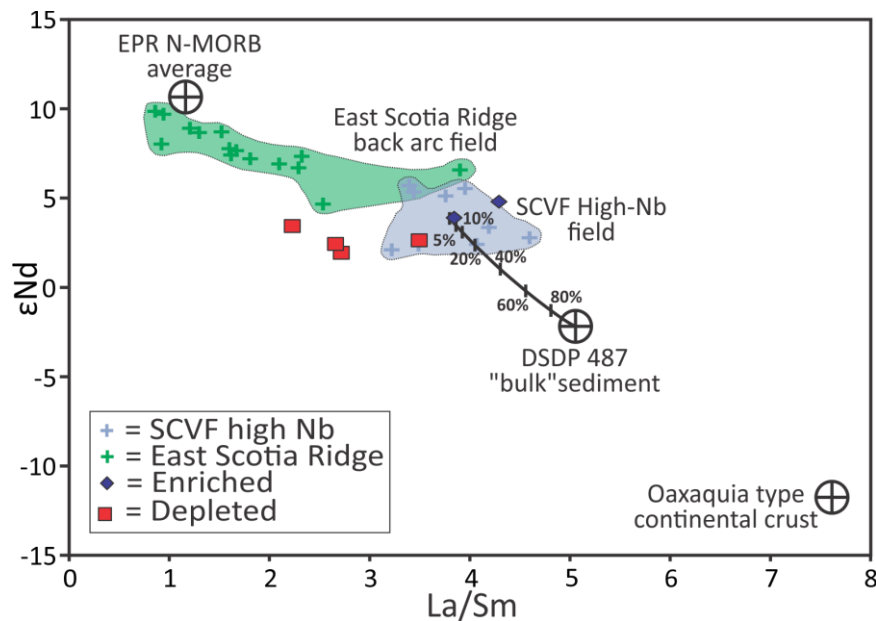 15
10
5
0
-5
-10
-15
εNd
EPR N-MORB
average
East Scotia Ridge
back arc field
SCVF High-Nb
field
10%
5%
20%
40%
60%
80%
DSDP 487
"bulk"sediment
Oaxaquia type
continental crust
= SCVF high Nb
= East Scotia Ridge
= Enriched
= Depleted
0 1 2 3 4 5 6 7 8
La/Sm